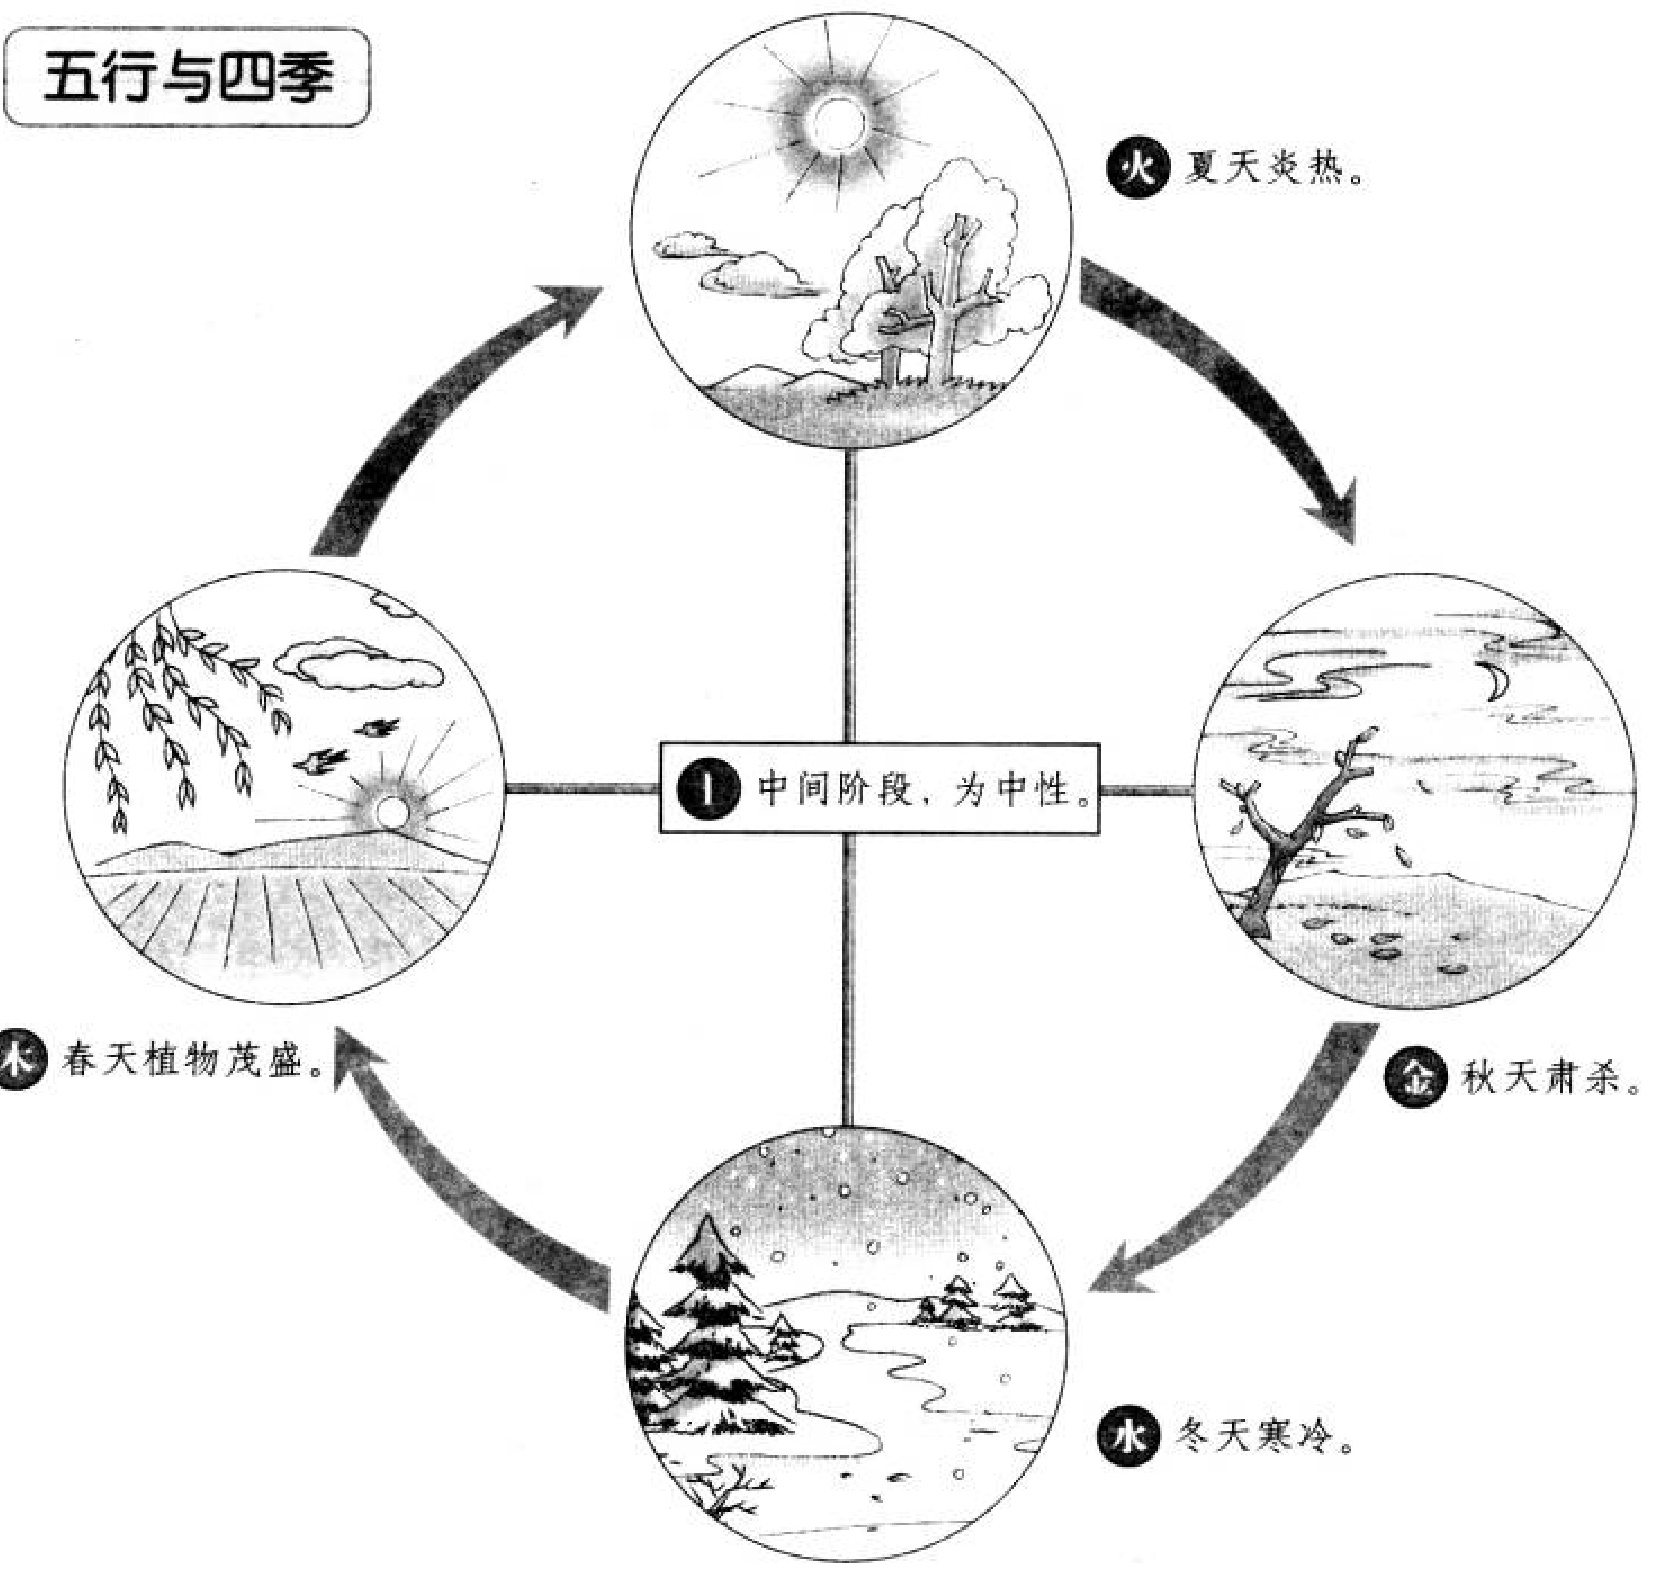 五行与四季
火 夏天炎热。
中间阶段，为中性。
木 春天植物茂盛。
金 秋天肃杀。
水 冬天寒冷。